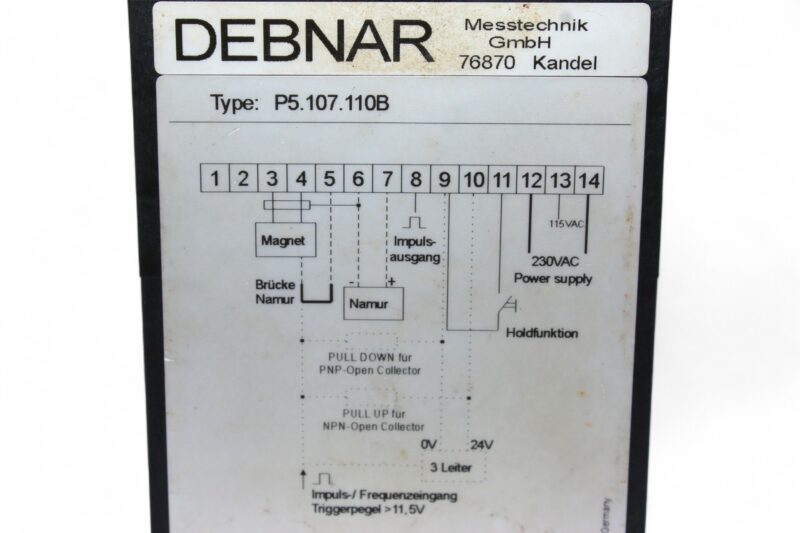 DEBNAR Messtechnik
GmbH
76870 Kandel
Type: P5.107.110B
1 2 3 4 5 6 7 8 9 10 11 12 13 14
115VAC
Magnet
Impuls-
ausgang
230VAC
Power supply
Brücke
Namur
- +
Namur
Holdfunktion
PULL DOWN für
PNP-Open Collector
PULL UP für
NPN-Open Collector
0V 24V
3 Leiter
Impuls-/ Frequenzeingang
Triggerpegel >11,5V
Germany